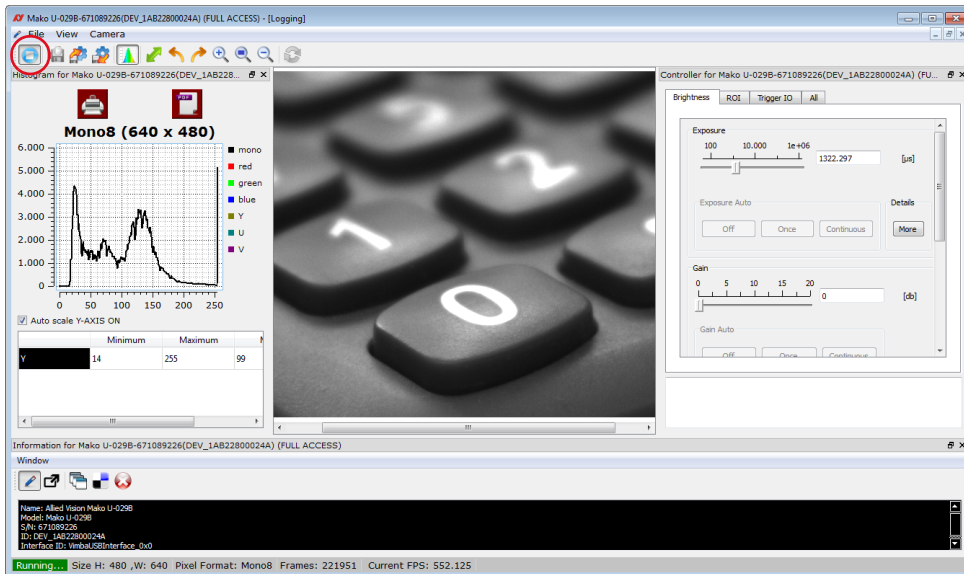 Mako U-029B-671089226(DEV_1AB22800024A) (FULL ACCESS) - [Logging]
File View Camera
Histogram for Mako U-029B-671089226(DEV_1AB228...
Mono8 (640 x 480)
6.000
5.000
4.000
3.000
2.000
1.000
0
0 50 100 150 200 250
mono
red
green
blue
Y
U
V
Auto scale Y-AXIS ON
Minimum Maximum
Y 14 255 99
2
1
0
Controller for Mako U-029B-671089226(DEV_1AB22800024A) (FU...
Brightness ROI Trigger IO All
Exposure
100 10.000 1e+06
1322.297 [µs]
Exposure Auto
Off Once Continuous
Details
More
Gain
0 5 10 15 20
0 [db]
Gain Auto
Off Once Continuous
Information for Mako U-029B-671089226(DEV_1AB22800024A) (FULL ACCESS)
Window
Name: Allied Vision Mako U-029B
Model: Mako U-029B
S/N: 671089226
ID: DEV_1AB22800024A
Interface ID: VimbaUSBInterface_0x0
Running... Size H: 480 ,W: 640 Pixel Format: Mono8 Frames: 221951 Current FPS: 552.125